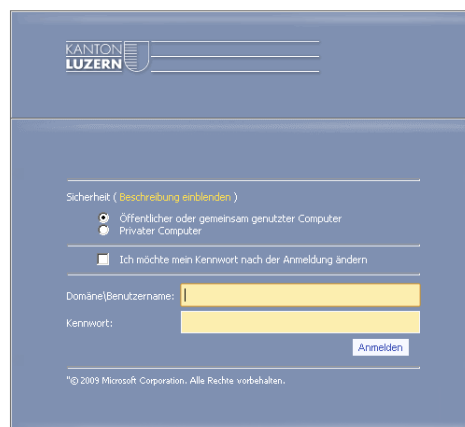 KANTON
LUZERN
Sicherheit ( Beschreibung einblenden )
Öffentlicher oder gemeinsam genutzter Computer
Privater Computer
Ich möchte mein Kennwort nach der Anmeldung ändern
Domäne\Benutzername:
Kennwort:
Anmelden
"© 2009 Microsoft Corporation. Alle Rechte vorbehalten.